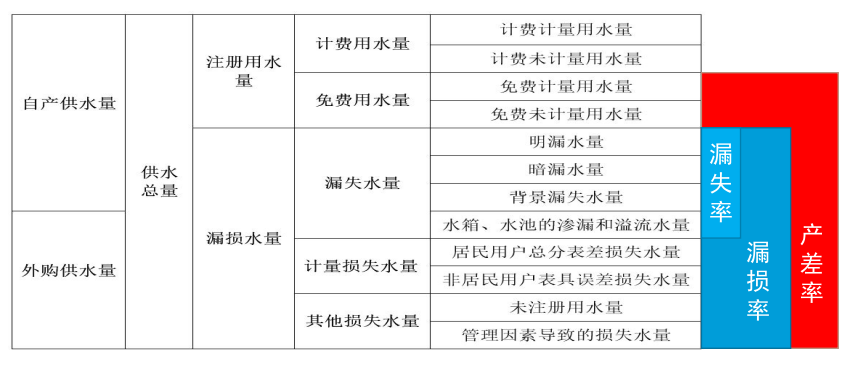 自产供水量
外购供水量
供水
总量
注册用水
量
漏损水量
计费用水量
免费用水量
漏失水量
计量损失水量
其他损失水量
计费计量用水量
计费未计量用水量
免费计量用水量
免费未计量用水量
明漏水量
暗漏水量
背景漏失水量
水箱、水池的渗漏和溢流水量
居民用户总分表差损失水量
非居民用户表具误差损失水量
未注册用水量
管理因素导致的损失水量
漏失率
漏损率
产差率